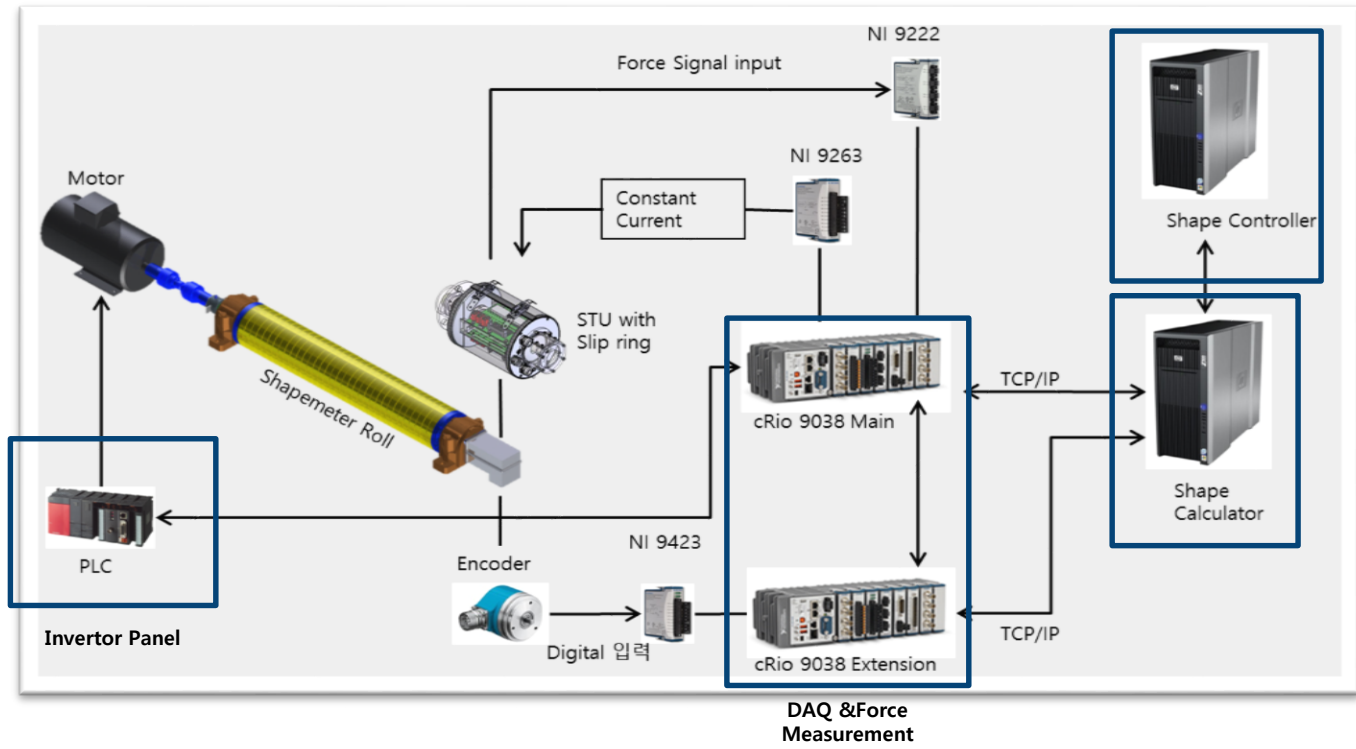 NI 9222
Force Signal input
NI 9263
Motor
Constant
Current
Shape Controller
STU with
Slip ring
Shapemeter Roll
TCP/IP
cRio 9038 Main
Shape
Calculator
NI 9423
PLC
Encoder
Invertor Panel
Digital 입력
cRio 9038 Extension
TCP/IP
DAQ &Force
Measurement